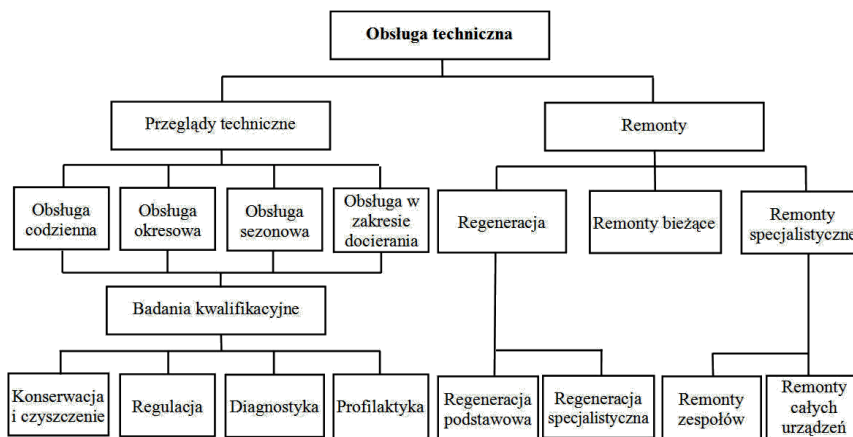 Obsługa techniczna
Przeglądy techniczne
Remonty
Obsługa
codzienna
Obsługa
okresowa
Obsługa
sezonowa
Obsługa w
zakresie
docierania
Regeneracja
Remonty bieżące
Remonty
specjalistyczne
Badania kwalifikacyjne
Konserwacja
i czyszczenie
Regulacja
Diagnostyka
Profilaktyka
Regeneracja
podstawowa
Regeneracja
specjalistyczna
Remonty
zespołów
Remonty
całych
urządzeń